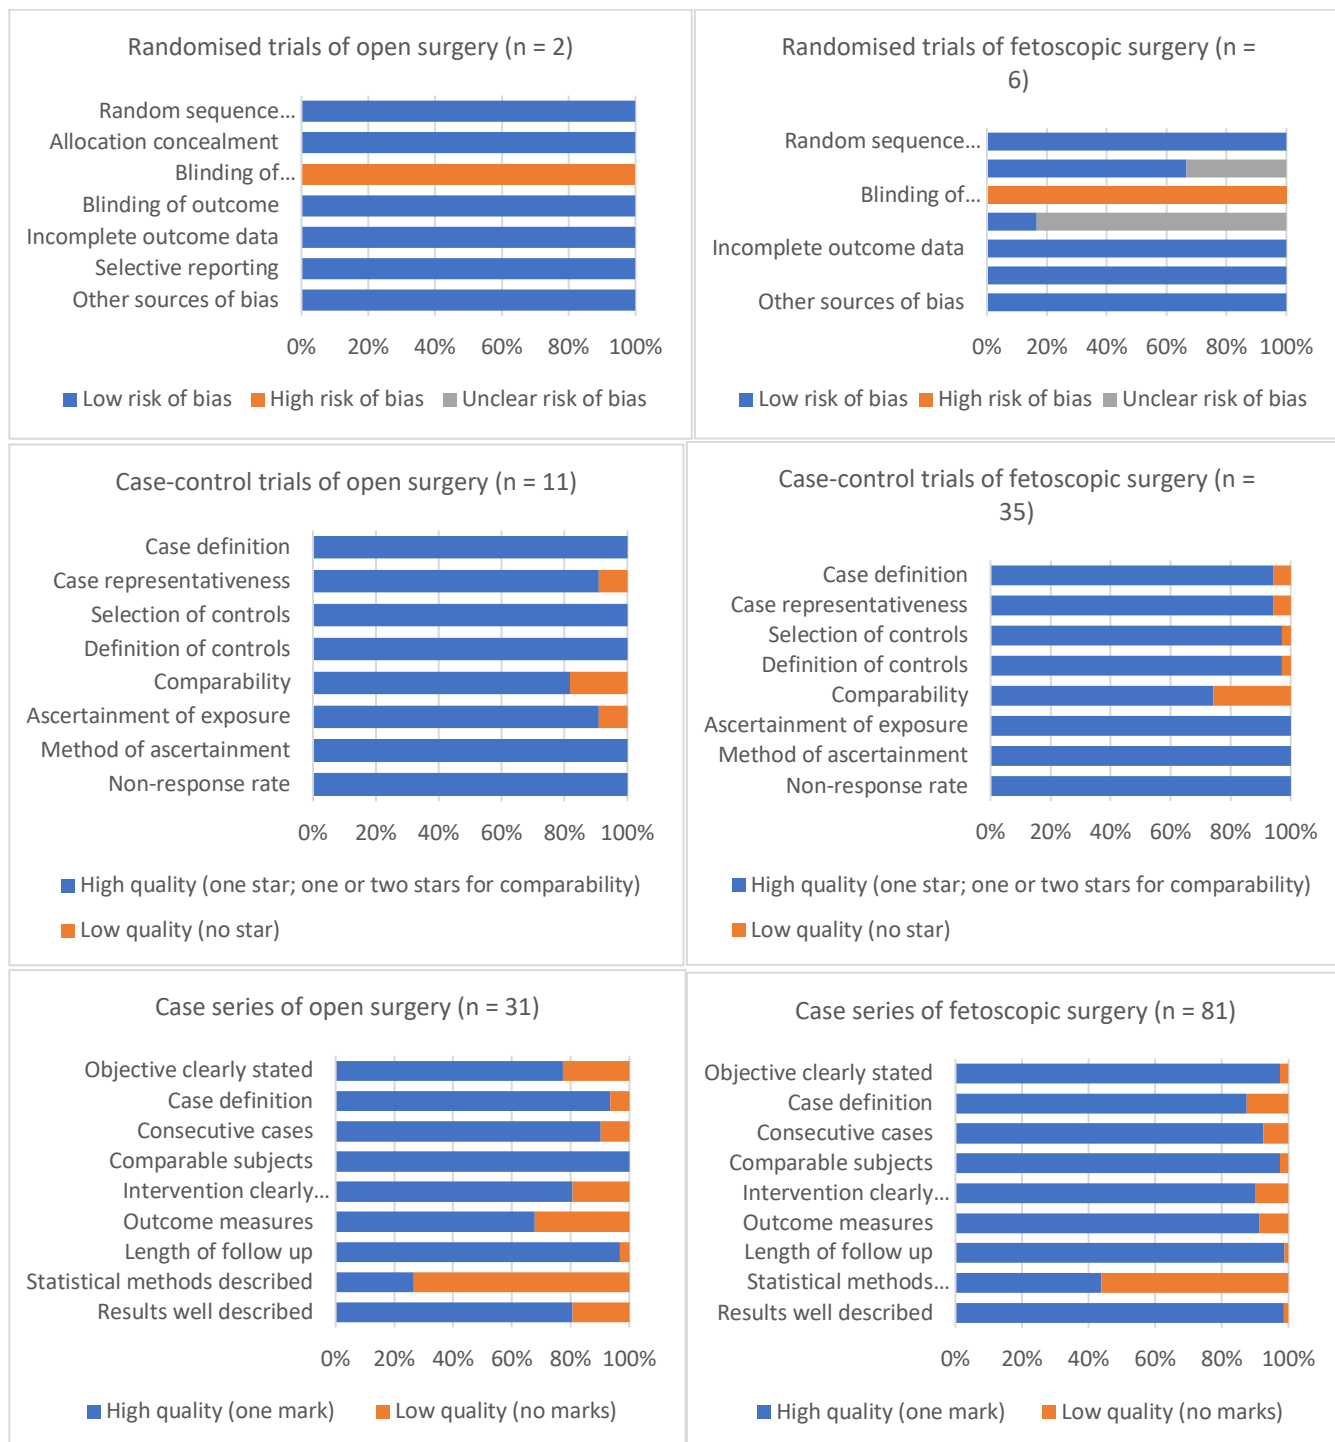 Randomised trials of open surgery (n = 2)
Random sequence...
Allocation concealment
Blinding of...
Blinding of outcome
Incomplete outcome data
Selective reporting
Other sources of bias
0% 20% 40% 60% 80% 100%
Low risk of bias High risk of bias Unclear risk of bias
Randomised trials of fetoscopic surgery (n =
6)
Random sequence...
Blinding of...
Incomplete outcome data
Other sources of bias
0% 20% 40% 60% 80% 100%
Low risk of bias High risk of bias Unclear risk of bias
Case-control trials of open surgery (n = 11)
Case definition
Case representativeness
Selection of controls
Definition of controls
Comparability
Ascertainment of exposure
Method of ascertainment
Non-response rate
0% 20% 40% 60% 80% 100%
High quality (one star; one or two stars for comparability)
Low quality (no star)
Case-control trials of fetoscopic surgery (n =
35)
Case definition
Case representativeness
Selection of controls
Definition of controls
Comparability
Ascertainment of exposure
Method of ascertainment
Non-response rate
0% 20% 40% 60% 80% 100%
High quality (one star; one or two stars for comparability)
Low quality (no star)
Case series of open surgery (n = 31)
Objective clearly stated
Case definition
Consecutive cases
Comparable subjects
Intervention clearly...
Outcome measures
Length of follow up
Statistical methods described
Results well described
0% 20% 40% 60% 80% 100%
High quality (one mark) Low quality (no marks)
Case series of fetoscopic surgery (n = 81)
Objective clearly stated
Case definition
Consecutive cases
Comparable subjects
Intervention clearly...
Outcome measures
Length of follow up
Statistical methods...
Results well described
0% 20% 40% 60% 80% 100%
High quality (one mark) Low quality (no marks)